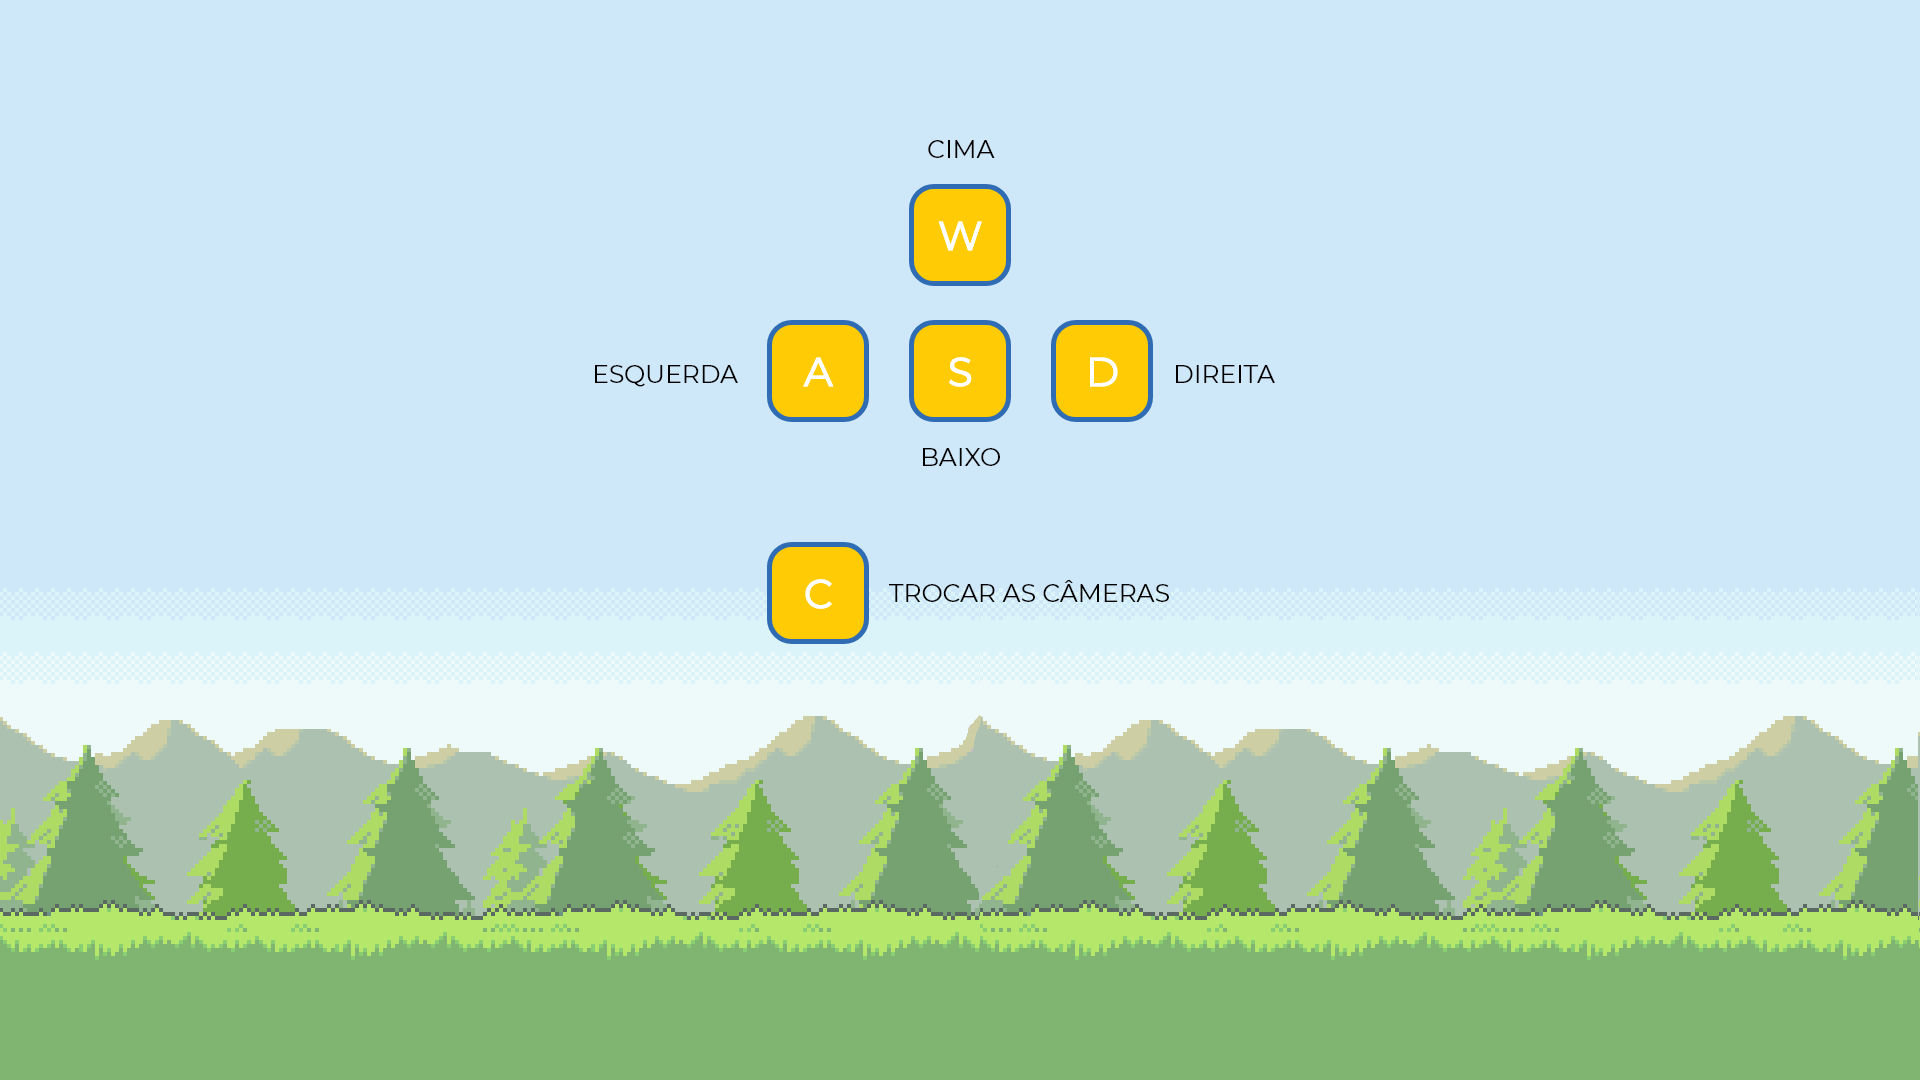 CIMA
W
ESQUERDA A S D DIREITA
BAIXO
C TROCAR AS CÂMERAS